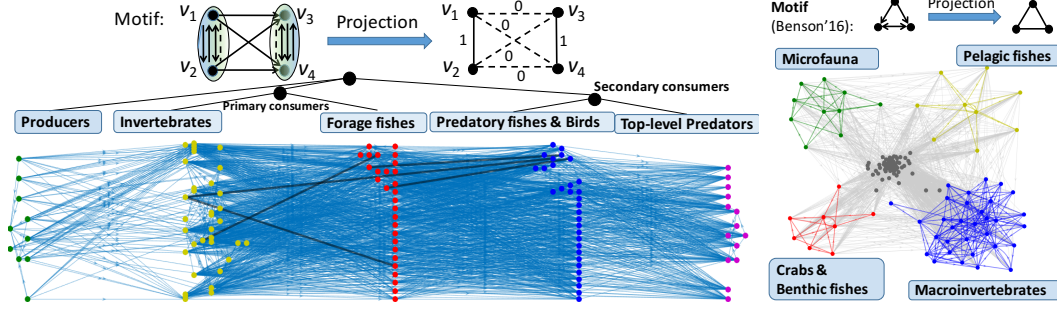 Motif:
v1
v2
v3
v4
Projection
v1
v2
v3
v4
0
0
0
0
1
1
Primary consumers
Secondary consumers
Producers
Invertebrates
Forage fishes
Predatory fishes & Birds
Top-level Predators
Motif
(Benson'16):
Projection
Microfauna
Pelagic fishes
Crabs &
Benthic fishes
Macroinvertebrates